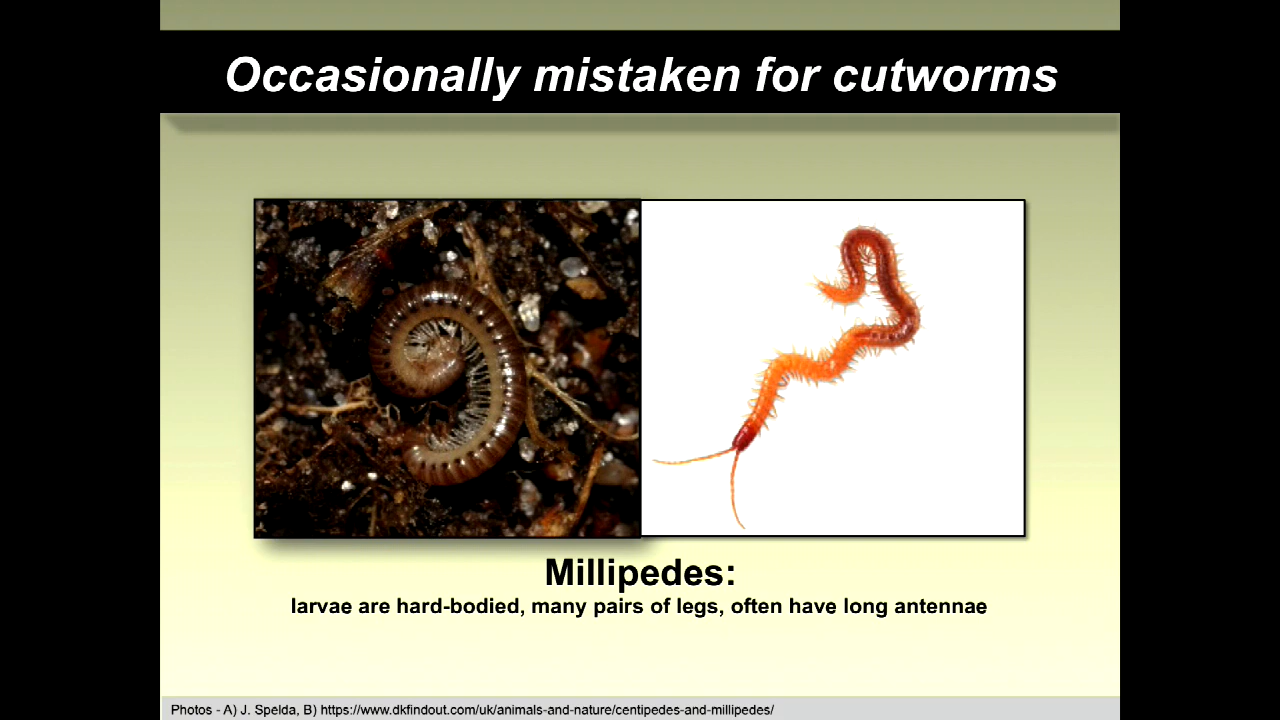 Occasionally mistaken for cutworms
Millipedes:
larvae are hard-bodied, many pairs of legs, often have long antennae
Photos - A) J. Spelda, B) https://www.dkfindout.com/uk/animals-and-nature/centipedes-and-millipedes/